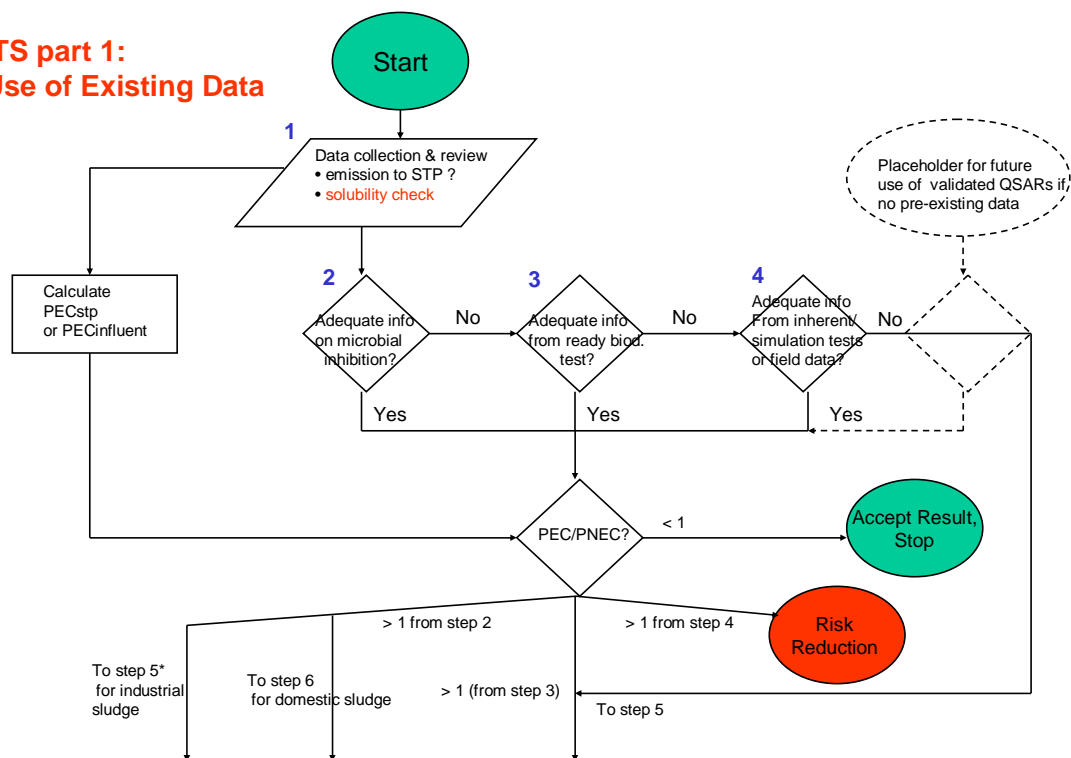 TS part 1:
Use of Existing Data
Start
1
Data collection & review
• emission to STP ?
• solubility check
Placeholder for future
use of validated QSARs if
no pre-existing data
Calculate
PECstp
or PECinfluent
2
Adequate info
on microbial
inhibition?
No
3
Adequate info
from ready biod.
test?
No
4
Adequate info
From inherent/
simulation tests
or field data?
No
Yes
Yes
Yes
PEC/PNEC?
< 1
Accept Result,
Stop
> 1 from step 2
> 1 from step 4
Risk
Reduction
To step 5*
for industrial
sludge
To step 6
for domestic sludge
> 1 (from step 3)
To step 5